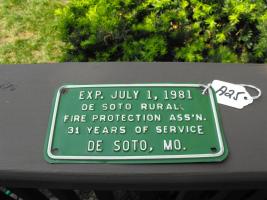 EXP. JULY 1, 1981
DE SOTO RURAL
FIRE PROTECTION ASS'N.
31 YEARS OF SERVICE
DE SOTO, MO.
A25.